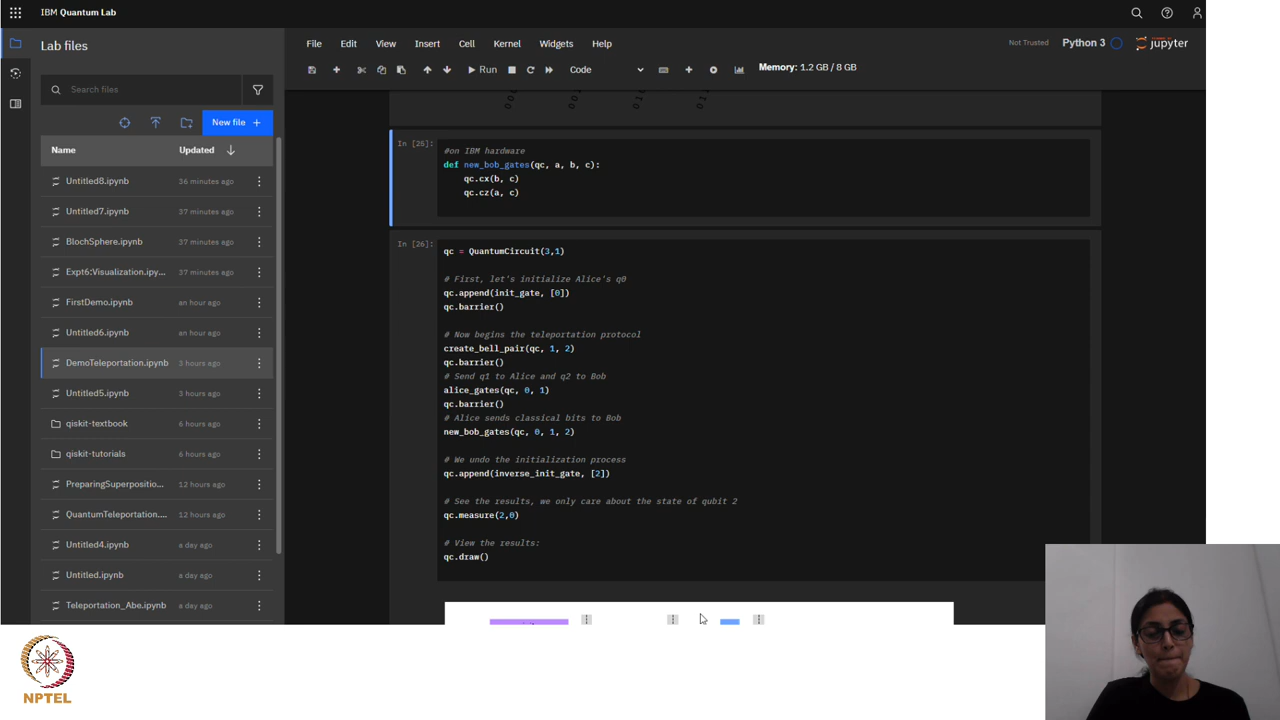 IBM Quantum Lab
Lab files
Search files
New file +
Name
Updated
Untitled8.ipynb
36 minutes ago
Untitled7.ipynb
37 minutes ago
BlochSphere.ipynb
37 minutes ago
Expt6:Visualization.ipy...
37 minutes ago
FirstDemo.ipynb
an hour ago
Untitled6.ipynb
an hour ago
DemoTeleportation.ipynb
3 hours ago
Untitled5.ipynb
3 hours ago
qiskit-textbook
6 hours ago
qiskit-tutorials
6 hours ago
PreparingSuperpositio...
12 hours ago
QuantumTeleportation....
12 hours ago
Untitled4.ipynb
a day ago
Untitled.ipynb
a day ago
Teleportation_Abe.ipynb
a day ago
File Edit View Insert Cell Kernel Widgets Help
Not Trusted
Python 3
jupyter
Run
Code
Memory: 1.2 GB / 8 GB
In [25]:
#on IBM hardware
def new_bob_gates(qc, a, b, c):
qc.cx(b, c)
qc.cz(a, c)
In [26]:
qc = QuantumCircuit(3,1)
# First, let's initialize Alice's q0
qc.append(init_gate, [0])
qc.barrier()
# Now begins the teleportation protocol
create_bell_pair(qc, 1, 2)
qc.barrier()
# Send q1 to Alice and q2 to Bob
alice_gates(qc, 0, 1)
qc.barrier()
# Alice sends classical bits to Bob
new_bob_gates(qc, 0, 1, 2)
# We undo the initialization process
qc.append(inverse_init_gate, [2])
# See the results, we only care about the state of qubit 2
qc.measure(2,0)
# View the results:
qc.draw()
NPTEL